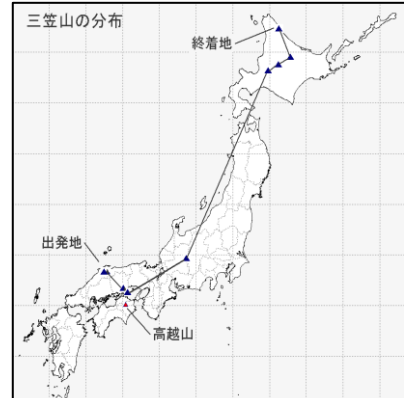 三笠山の分布
終着地
出発地
高越山